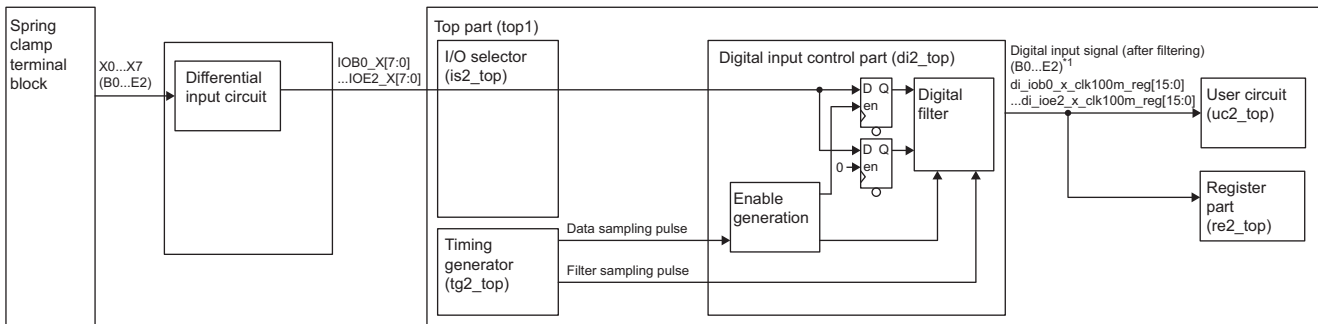 Spring
clamp
terminal
block
X0...X7
(B0...E2)
Differential
input circuit
IOB0_X[7:0]
...IOE2_X[7:0]
Top part (top1)
I/O selector
(is2_top)
Timing
generator
(tg2_top)
Data sampling pulse
Filter sampling pulse
Digital input control part (di2_top)
D Q
en
D Q
0
en
Digital
filter
Enable
generation
Digital input signal (after filtering)
(B0...E2)*1
di_iob0_x_clk100m_reg[15:0]
...di_ioe2_x_clk100m_reg[15:0]
User circuit
(uc2_top)
Register
part
(re2_top)